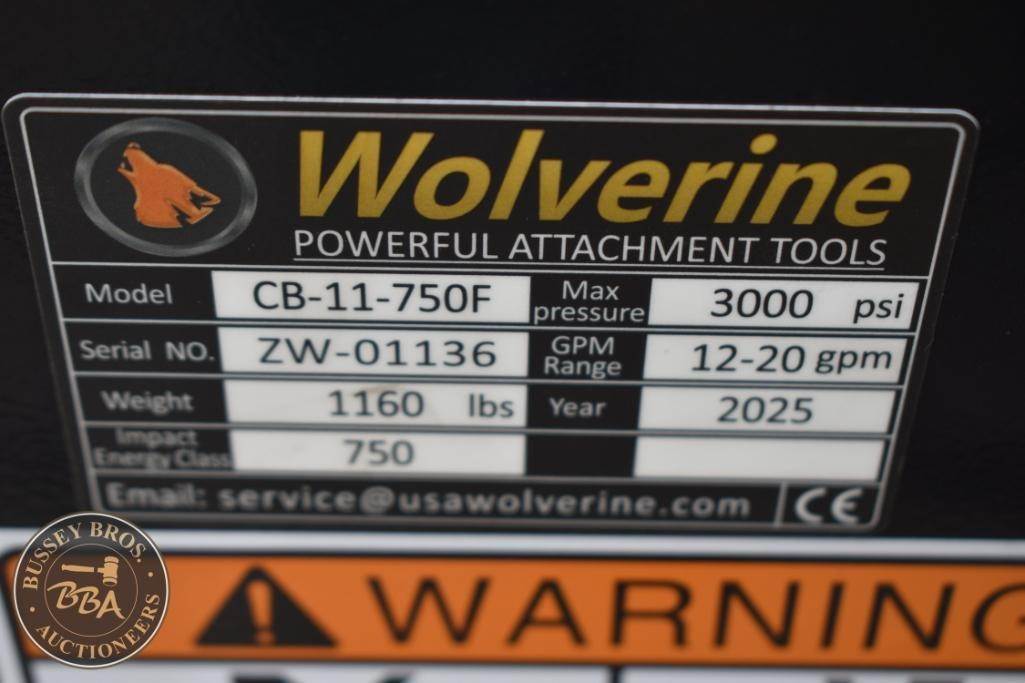 Wolverine
POWERFUL ATTACHMENT TOOLS
Model CB-11-750F Max pressure 3000 psi
Serial NO. ZW-01136 GPM Range 12-20 gpm
Weight 1160 lbs Year 2025
Impact Energy Class 750
Email: service@usawolverine.com CE
WARNING
BUSSEY BROS.
BBA
AUCTIONEERS